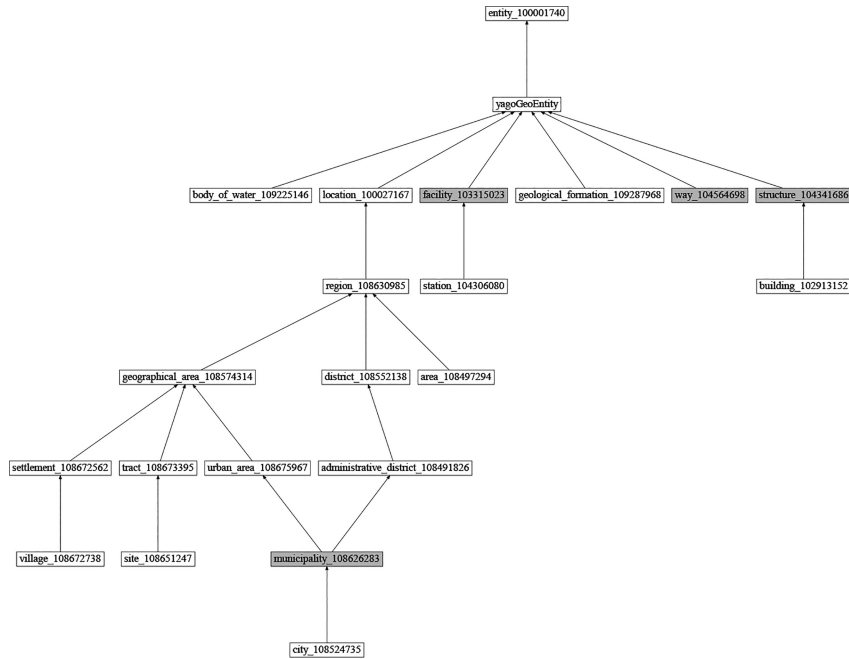 entity_100001740
yagoGeoEntity
body_of_water_109225146
location_100027167
facility_103315023
geological_formation_109287968
way_104564698
structure_104341686
region_108630985
station_104306080
building_102913152
geographical_area_108574314
district_108552138
area_108497294
settlement_108672562
tract_108673395
urban_area_108675967
administrative_district_108491826
village_108672738
site_108651247
municipality_108626283
city_108524735